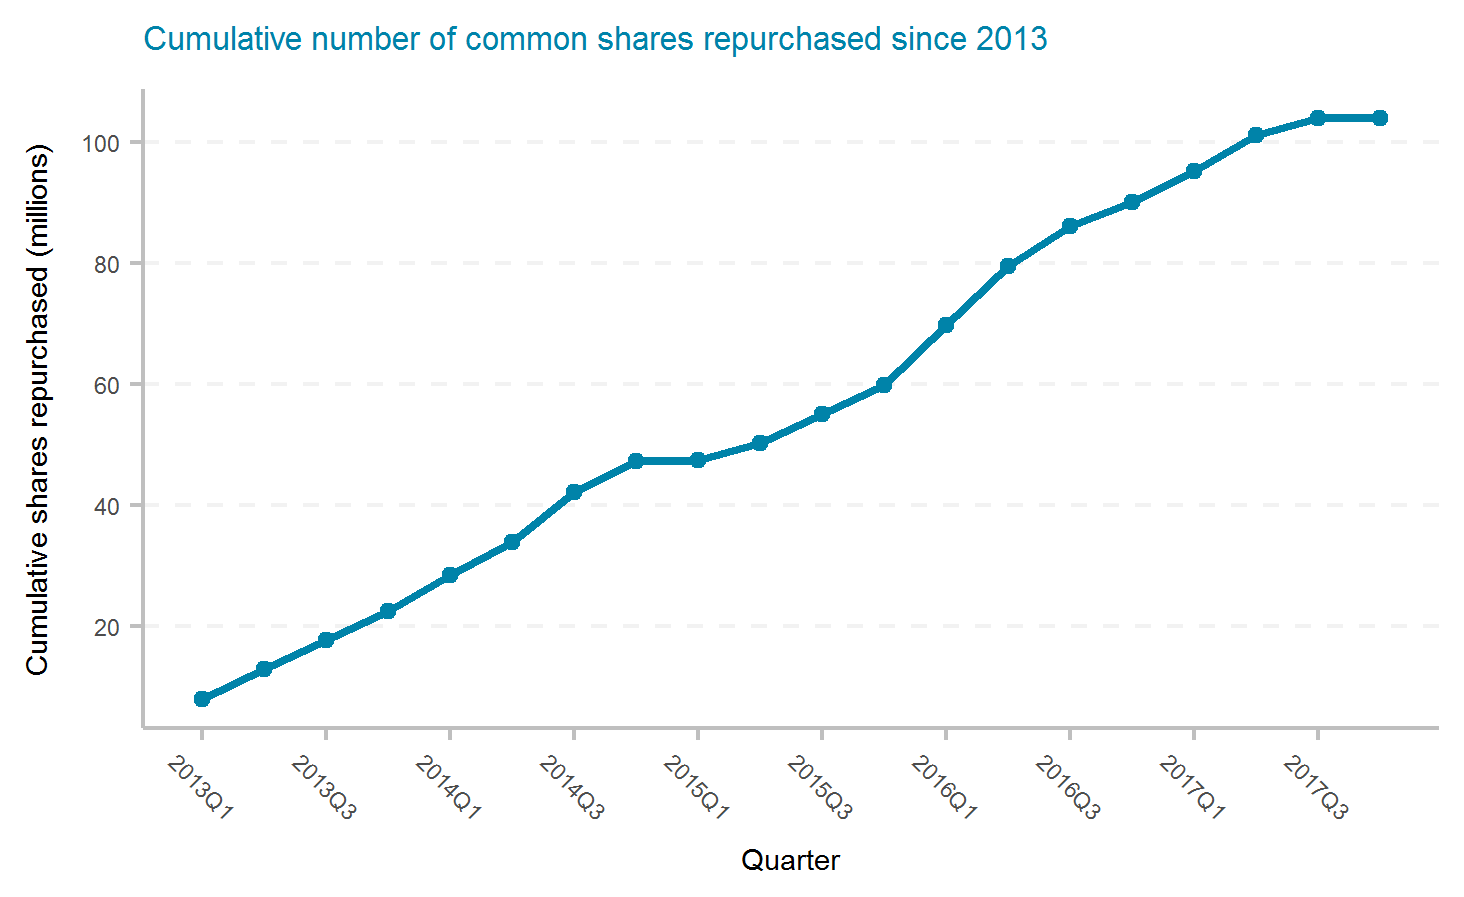 Cumulative number of common shares repurchased since 2013
Cumulative shares repurchased (millions)
100
80
60
40
20
2013Q1
2013Q3
2014Q1
2014Q3
2015Q1
2015Q3
2016Q1
2016Q3
2017Q1
2017Q3
Quarter